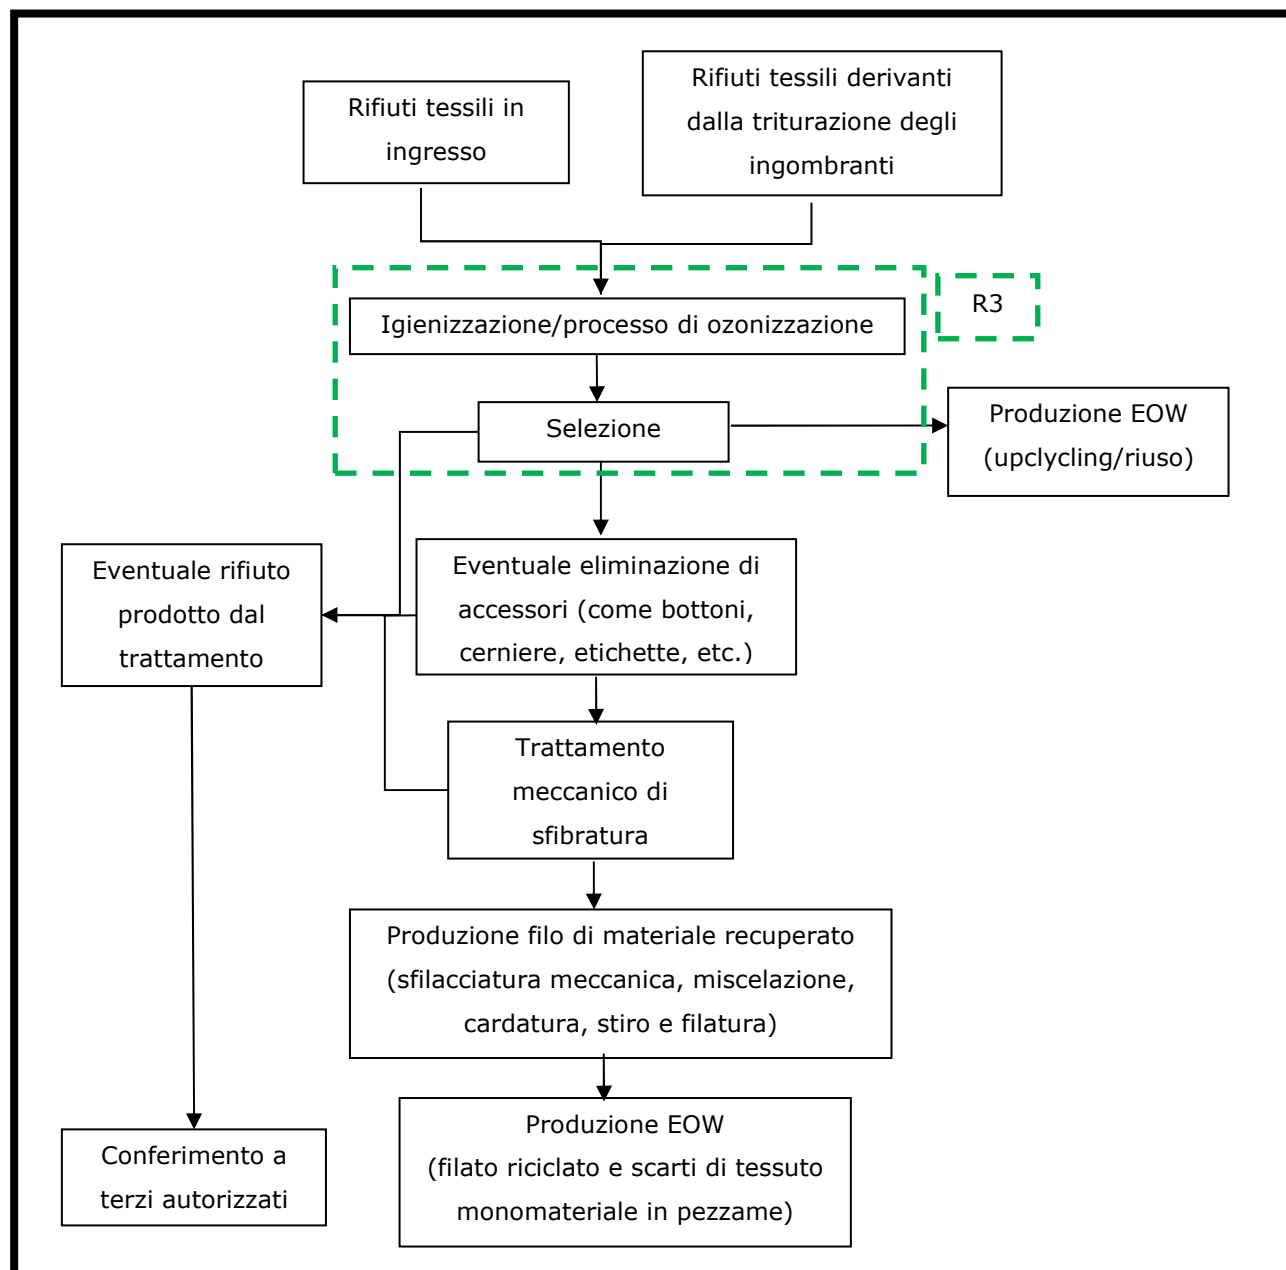 Rifiuti tessili in
ingresso
Rifiuti tessili derivanti
dalla triturazione degli
ingombranti
Igienizzazione/processo di ozonizzazione
R3
Selezione
Produzione EOW
(upclycling/riuso)
Eventuale rifiuto
prodotto dal
trattamento
Eventuale eliminazione di
accessori (come bottoni,
cerniere, etichette, etc.)
Trattamento
meccanico di
sfibratura
Produzione filo di materiale recuperato
(sfilacciatura meccanica, miscelazione,
cardatura, stiro e filatura)
Conferimento a
terzi autorizzati
Produzione EOW
(filato riciclato e scarti di tessuto
monomateriale in pezzame)